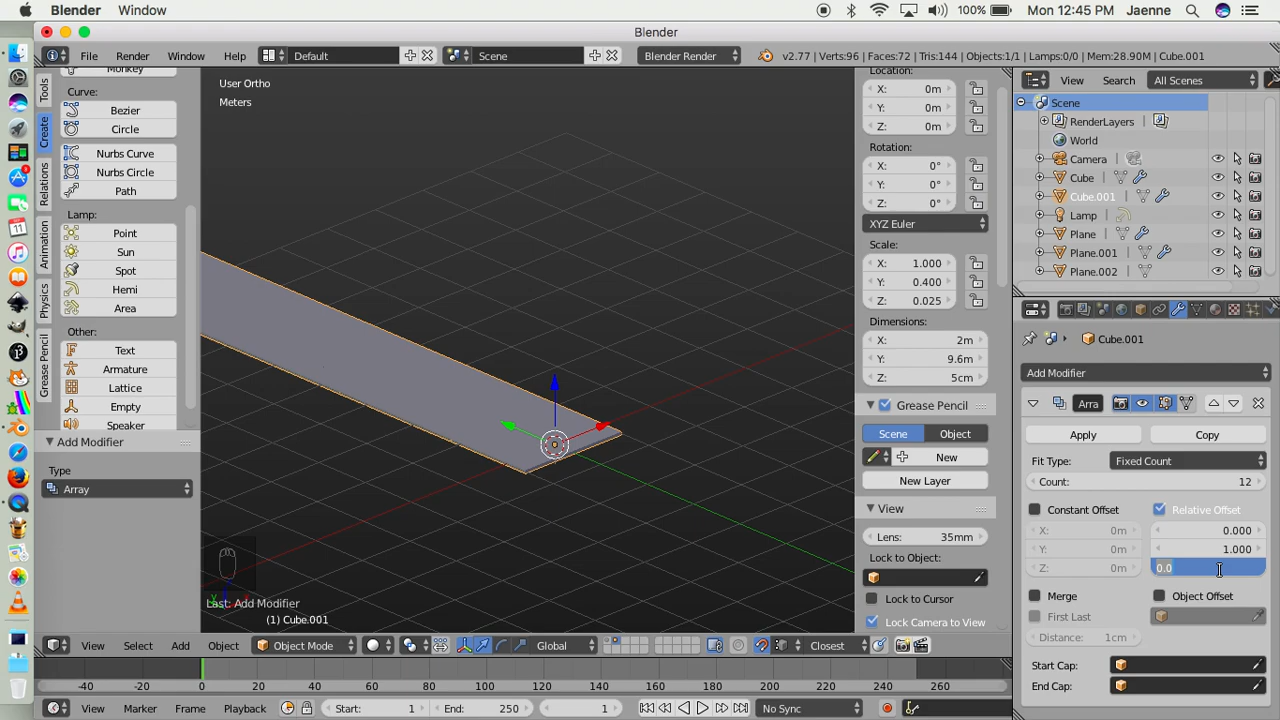 Blender Window 100% Mon 12:45 PM Jaenne
Blender
File Render Window Help Default Scene Blender Render v2.77 | Verts:96 | Faces:72 | Tris:144 | Objects:1/1 | Lamps:0/0 | Mem:28.90M | Cube.001
Tools
Create
Relations
Animation
Physics
Grease Pencil
Monkey
Curve:
Bezier
Circle
Nurbs Curve
Nurbs Circle
Path
Lamp:
Point
Sun
Spot
Hemi
Area
Other:
Text
Armature
Lattice
Empty
Speaker
Add Modifier
Type
Array
User Ortho
Meters
Last: Add Modifier
(1) Cube.001
Location:
X: 0m
Y: 0m
Z: 0m
Rotation:
X: 0°
Y: 0°
Z: 0°
XYZ Euler
Scale:
X: 1.000
Y: 0.400
Z: 0.025
Dimensions:
X: 2m
Y: 9.6m
Z: 5cm
Grease Pencil
Scene Object
New
New Layer
View
Lens: 35mm
Lock to Object:
Lock to Cursor
Lock Camera to View
View Search All Scenes
Scene
RenderLayers
World
Camera
Cube
Cube.001
Lamp
Plane
Plane.001
Plane.002
Cube.001
Add Modifier
Arra
Apply Copy
Fit Type: Fixed Count
Count: 12
Constant Offset Relative Offset
X: 0m 0.000
Y: 0m 1.000
Z: 0m 0.0
Merge Object Offset
First Last
Distance: 1cm
Start Cap:
End Cap:
View Select Add Object Object Mode Global Closest
-40 -20 0 20 40 60 80 100 120 140 160 180 200 220 240 260
View Marker Frame Playback Start: 1 End: 250 1 No Sync